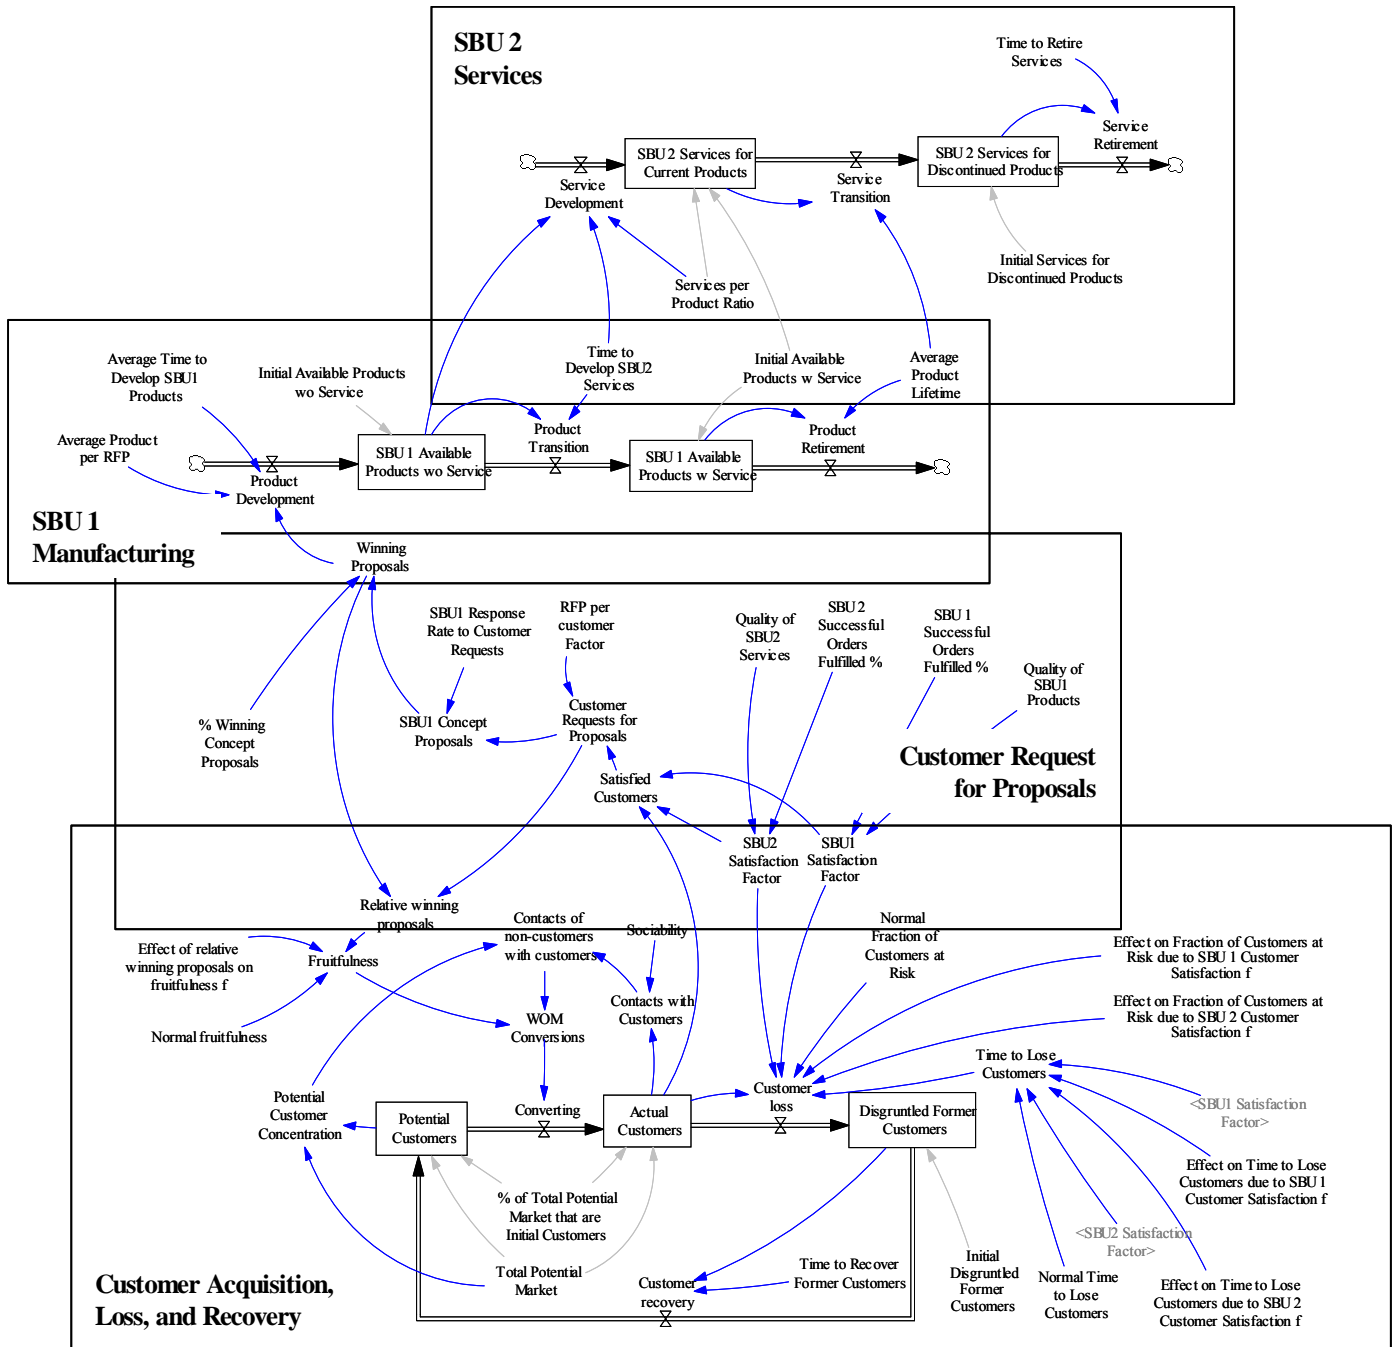 SBU 2
Services
Time to Retire
Services
Service
Retirement
SBU 2 Services for
Current Products
SBU 2 Services for
Discontinued Products
Service
Development
Service
Transition
Initial Services for
Discontinued Products
Services per
Product Ratio
Average Time to
Develop SBU1
Products
Initial Available Products
wo Service
Time to
Develop SBU2
Services
Initial Available
Products w Service
Average
Product
Lifetime
Average Product
per RFP
Product
Transition
Product
Retirement
SBU 1 Available
Products wo Service
SBU 1 Available
Products w Service
Product
Development
SBU 1
Manufacturing
Winning
Proposals
SBU1 Response
Rate to Customer
Requests
RFP per
customer
Factor
Quality of
SBU2
Services
SBU 2
Successful
Orders
Fulfilled %
SBU 1
Successful
Orders
Fulfilled %
Quality of
SBU1
Products
% Winning
Concept
Proposals
SBU1 Concept
Proposals
Customer
Requests for
Proposals
Customer Request
for Proposals
Satisfied
Customers
SBU2
Satisfaction
Factor
SBU1
Satisfaction
Factor
Relative winning
proposals
Contacts of
non-customers
with customers
Sociability
Normal
Fraction of
Customers at
Risk
Effect on Fraction of Customers at
Risk due to SBU 1 Customer
Satisfaction f
Effect of relative
winning proposals on
fruitfulness f
Fruitfulness
Normal fruitfulness
WOM
Conversions
Contacts with
Customers
Effect on Fraction of Customers at
Risk due to SBU 2 Customer
Satisfaction f
Time to Lose
Customers
Potential
Customer
Concentration
Potential
Customers
Converting
Actual
Customers
Customer
loss
Disgruntled Former
Customers
<SBU1 Satisfaction
Factor>
Effect on Time to Lose
Customers due to SBU 1
Customer Satisfaction f
% of Total Potential
Market that are
Initial Customers
<SBU2 Satisfaction
Factor>
Total Potential
Market
Customer
recovery
Time to Recover
Former Customers
Initial
Disgruntled
Former
Customers
Normal Time
to Lose
Customers
Effect on Time to Lose
Customers due to SBU 2
Customer Satisfaction f
Customer Acquisition,
Loss, and Recovery